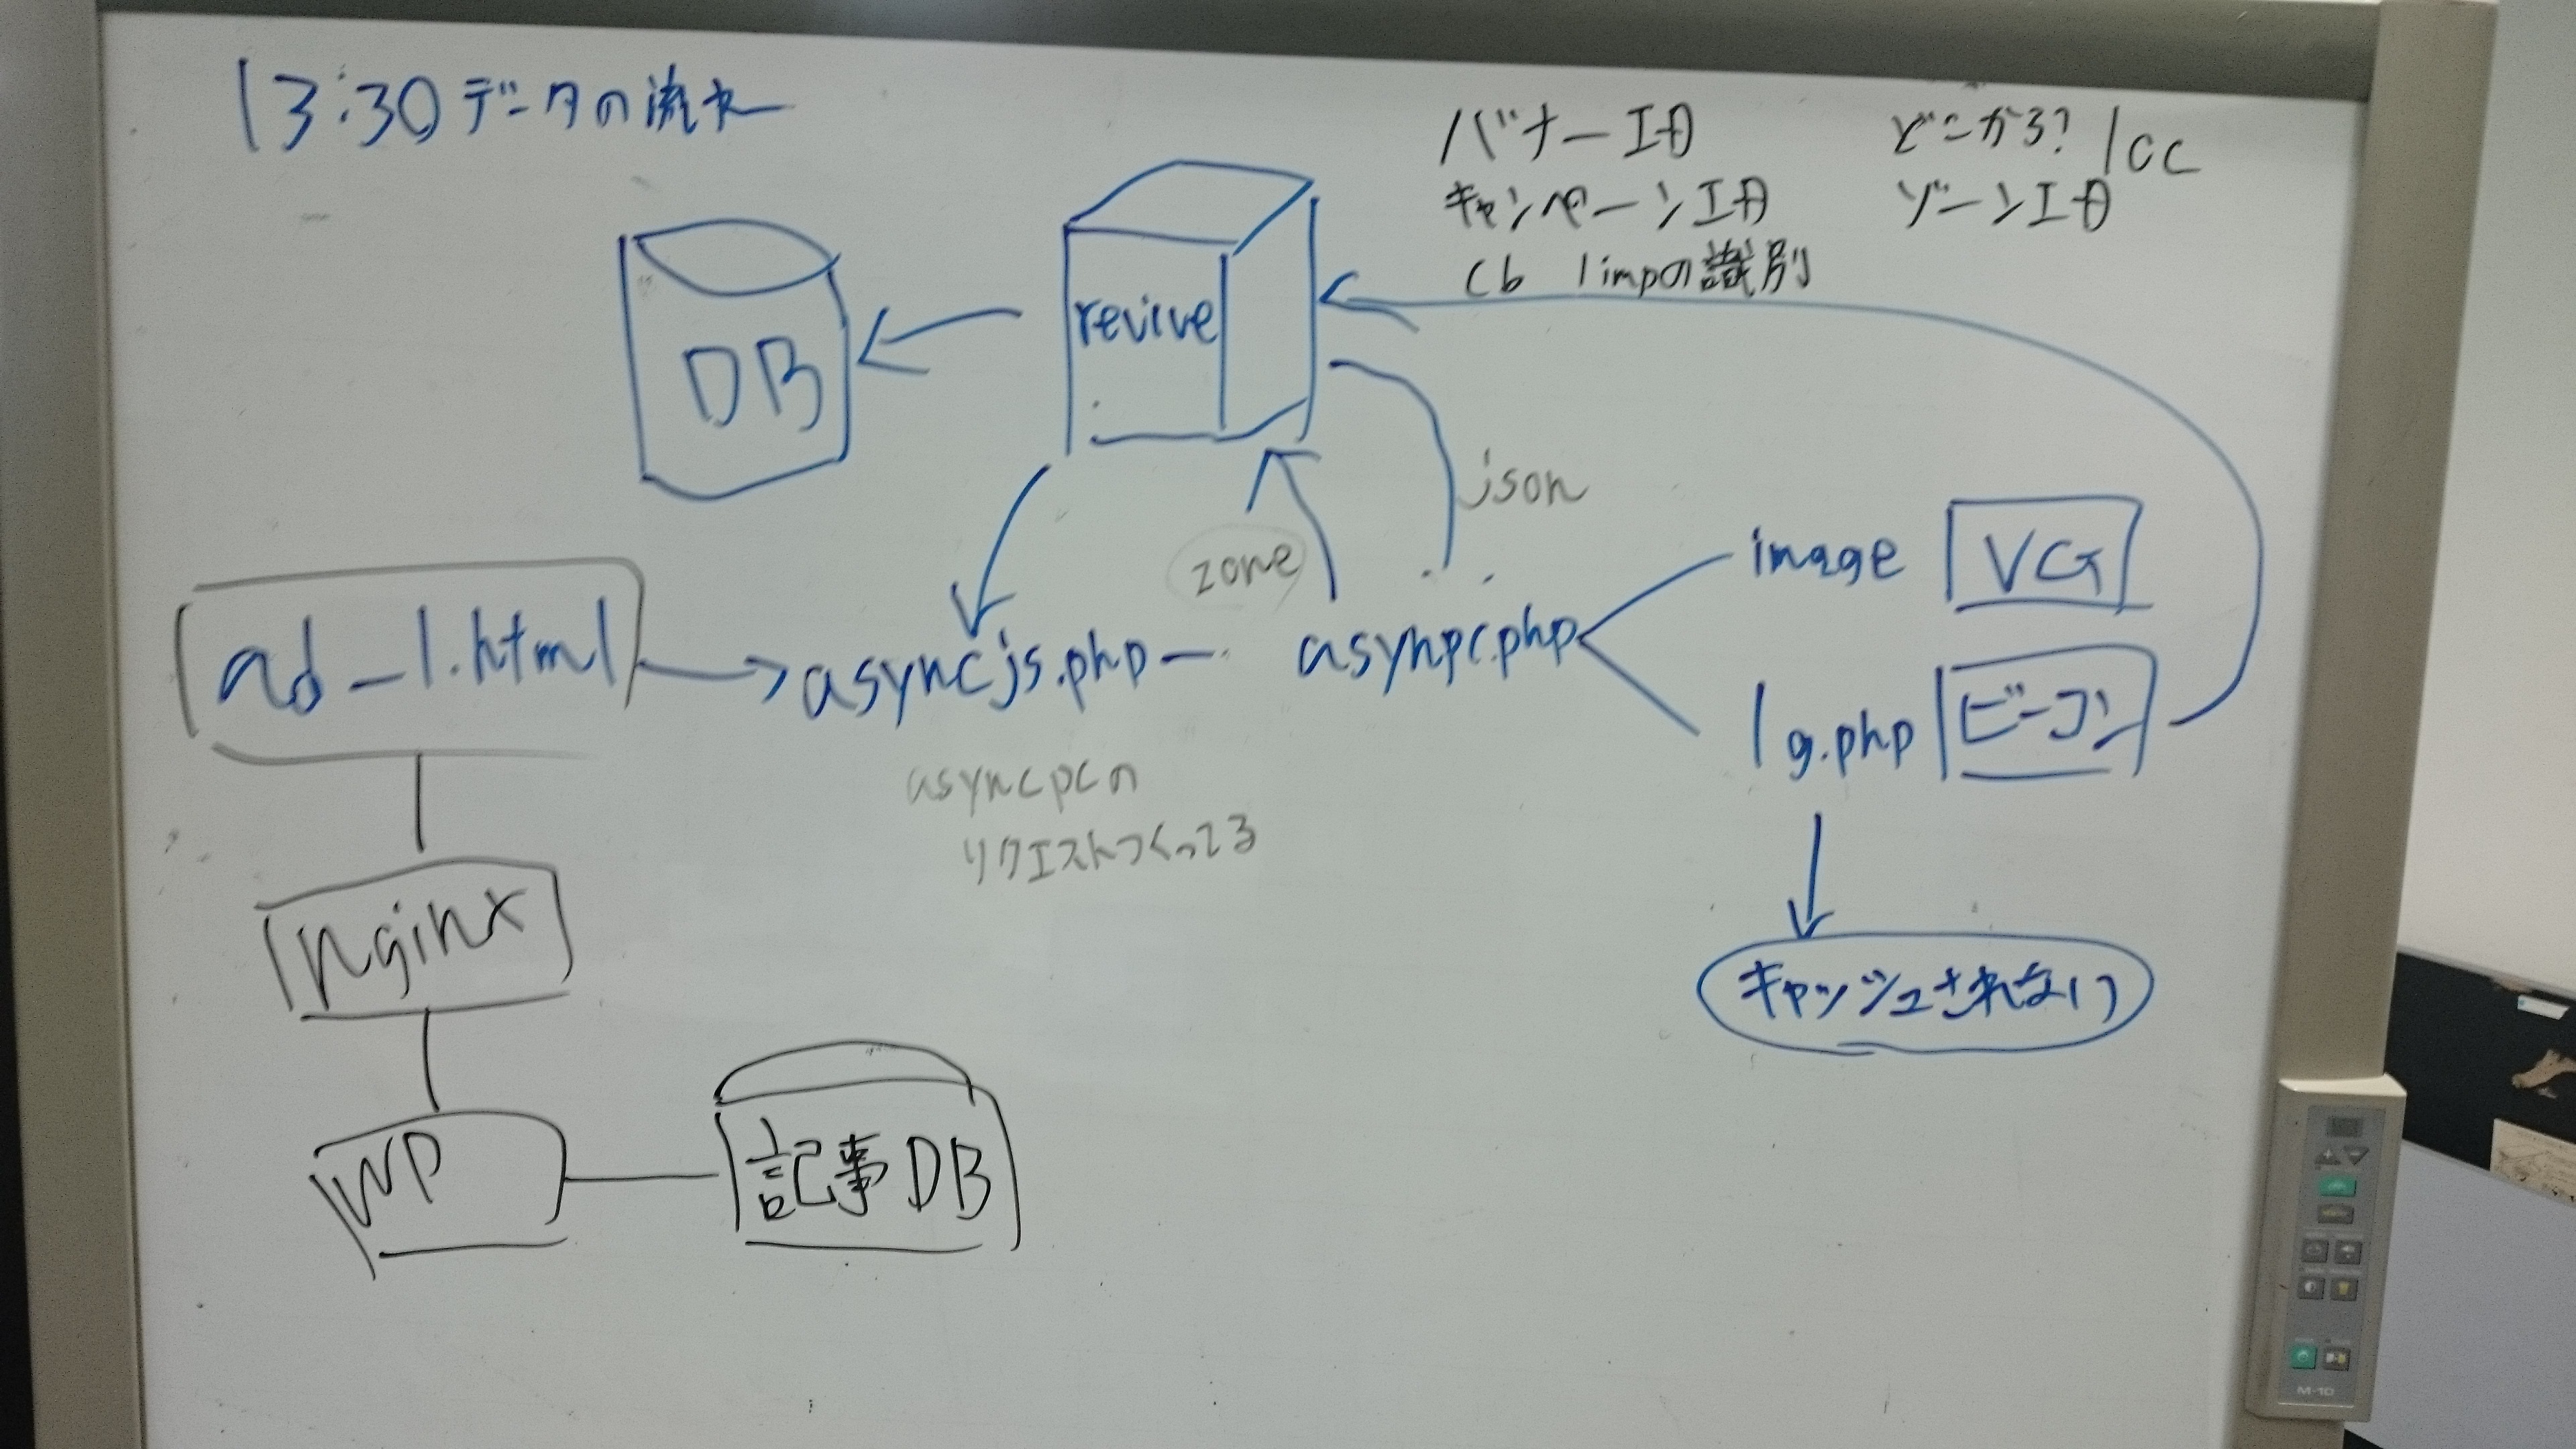 13:30 データの流れ
バナーID
どこから? loc
キャンペーンID
ゾーンID
cb 1impの識別
DB
revive
json
zone
image VG
ad_1.html
asyncjs.php
asynpc.php
lg.php ビーコン
asyncpcの
リクエストつくってる
nginx
キャッシュされない
WP
記事DB
M-10